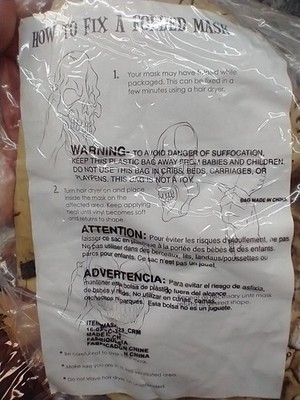 HOW TO FIX A FOLDED MASK
1. Your mask may have folded while
packaged. This can be fixed in a
few minutes using a hair dryer.
WARNING- TO AVOID DANGER OF SUFFOCATION,
KEEP THIS PLASTIC BAG AWAY FROM BABIES AND CHILDREN.
DO NOT USE THIS BAG IN CRIBS, BEDS, CARRIAGES, OR
PLAYPENS. THIS BAG IS NOT A TOY.
BAG MADE IN CHINA
2. Turn hair dryer on and place
inside the mask on the
affected area. Keep applying
heat until vinyl becomes soft
and returns to shape.
ATTENTION: Pour éviter les risques d'étouffement, ne pas
laisser ce sac en plastique à la portée des bébés et des enfants.
Ne pas utiliser dans des berceaux, lits, landaus/poussettes ou
parcs pour enfants. Ce sac n'est pas un jouet.
ADVERTENCIA: Para evitar el riesgo de asfixia,
mantener esta bolsa de plástico fuera del alcance
de bebés y niños. No utilizar en cunas, camas,
cochecitos o parques. Esta bolsa no es un juguete.
until mask
shape.
ITEM/MASK
MADE IN CHINA
FABRICADO EN CHINA